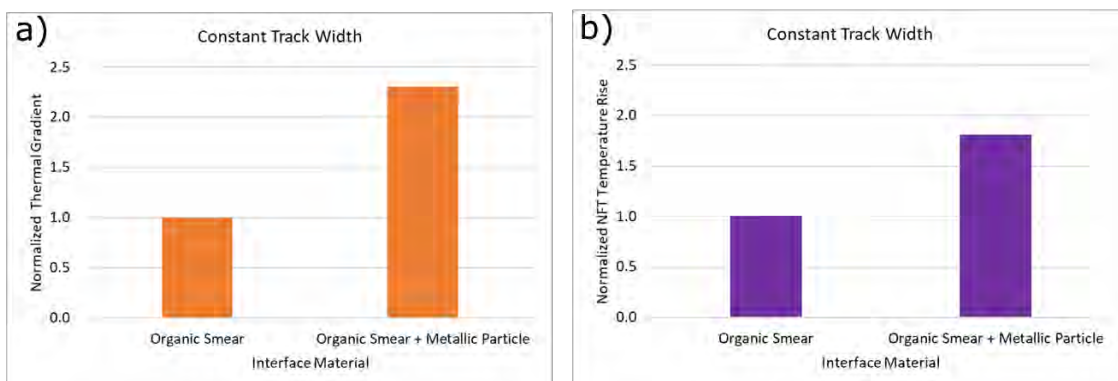 a)
Constant Track Width
Normalized Thermal Gradient
2.5
2.0
1.5
1.0
0.5
0.0
Organic Smear
Organic Smear + Metallic Particle
Interface Material
b)
Constant Track Width
Normalized NFT Temperature Rise
2.5
2.0
1.5
1.0
0.5
0.0
Organic Smear
Organic Smear + Metallic Particle
Interface Material